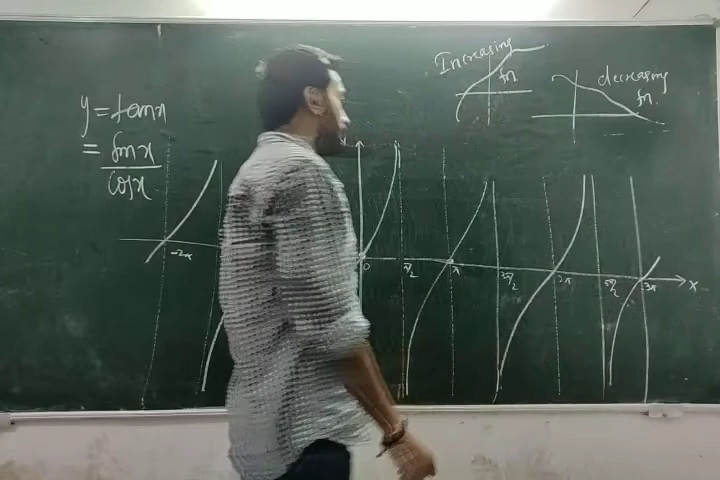 Increasing
fn.
decreasing
fn.
y = tanx
= sinx
cosx
-2π
0
π/2
π
3π/2
2π
5π/2
3π
x